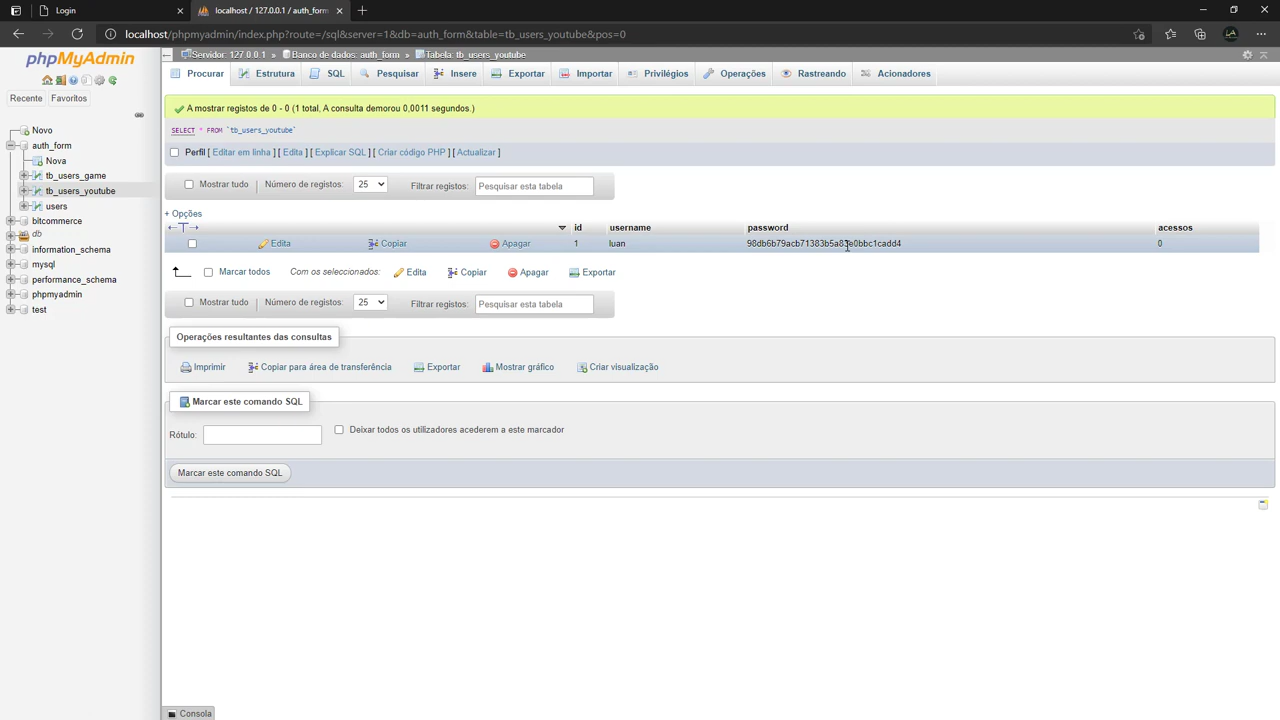 Login
localhost / 127.0.0.1 / auth_form
localhost/phpmyadmin/index.php?route=/sql&server=1&db=auth_form&table=tb_users_youtube&pos=0
phpMyAdmin
Recente
Favoritos
Novo
auth_form
Nova
tb_users_game
tb_users_youtube
users
bitcommerce
db
information_schema
mysql
performance_schema
phpmyadmin
test
Servidor: 127.0.0.1 » Banco de dados: auth_form » Tabela: tb_users_youtube
Procurar Estrutura SQL Pesquisar Insere Exportar Importar Privilégios Operações Rastreando Acionadores
A mostrar registos de 0 - 0 (1 total, A consulta demorou 0,0011 segundos.)
SELECT * FROM `tb_users_youtube`
Perfil [ Editar em linha ] [ Edita ] [ Explicar SQL ] [ Criar código PHP ] [ Actualizar ]
Mostrar tudo | Número de registos: 25 Filtrar registos: Pesquisar esta tabela
+ Opções
←T→ id username password acessos
Edita Copiar Apagar 1 luan 98db6b79acb71383b5a83e0bbc1cadd4 0
Marcar todos Com os seleccionados: Edita Copiar Apagar Exportar
Mostrar tudo | Número de registos: 25 Filtrar registos: Pesquisar esta tabela
Operações resultantes das consultas
Imprimir Copiar para área de transferência Exportar Mostrar gráfico Criar visualização
Marcar este comando SQL
Rótulo: Deixar todos os utilizadores acederem a este marcador
Marcar este comando SQL
Consola